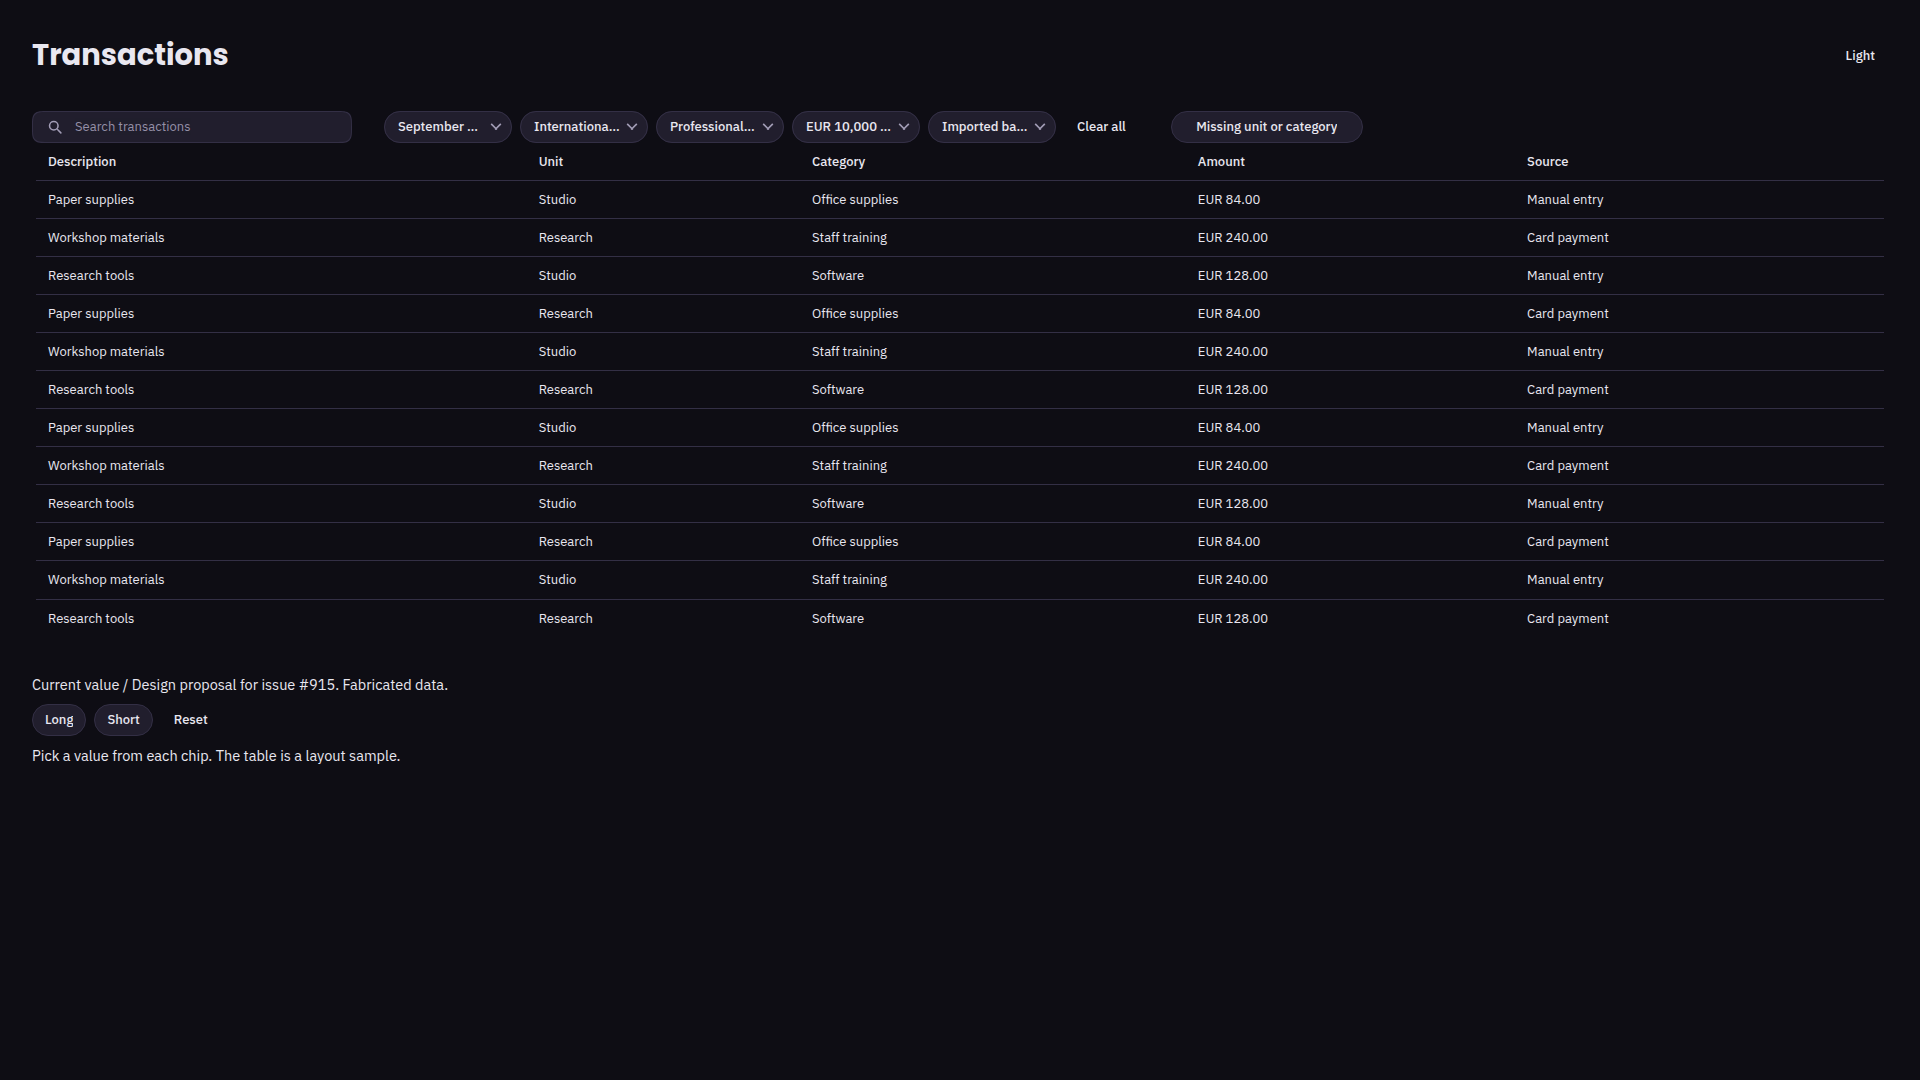 Transactions
Light
Search transactions September ... Internationa... Professional... EUR 10,000 ... Imported ba... Clear all Missing unit or category
Description Unit Category Amount Source
Paper supplies Studio Office supplies EUR 84.00 Manual entry
Workshop materials Research Staff training EUR 240.00 Card payment
Research tools Studio Software EUR 128.00 Manual entry
Paper supplies Research Office supplies EUR 84.00 Card payment
Workshop materials Studio Staff training EUR 240.00 Manual entry
Research tools Research Software EUR 128.00 Card payment
Paper supplies Studio Office supplies EUR 84.00 Manual entry
Workshop materials Research Staff training EUR 240.00 Card payment
Research tools Studio Software EUR 128.00 Manual entry
Paper supplies Research Office supplies EUR 84.00 Card payment
Workshop materials Studio Staff training EUR 240.00 Manual entry
Research tools Research Software EUR 128.00 Card payment
Current value / Design proposal for issue #915. Fabricated data.
Long Short Reset
Pick a value from each chip. The table is a layout sample.